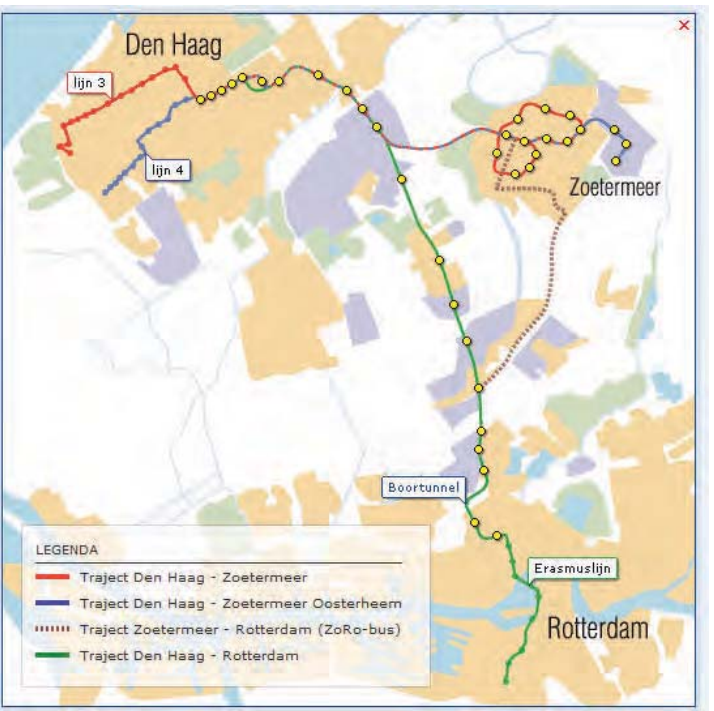 Den Haag
lijn 3
lijn 4
Zoetermeer
Boortunnel
LEGENDA
Traject Den Haag - Zoetermeer
Traject Den Haag - Zoetermeer Oosterheem
Traject Zoetermeer - Rotterdam (ZoRo-bus)
Traject Den Haag - Rotterdam
Erasmuslijn
Rotterdam